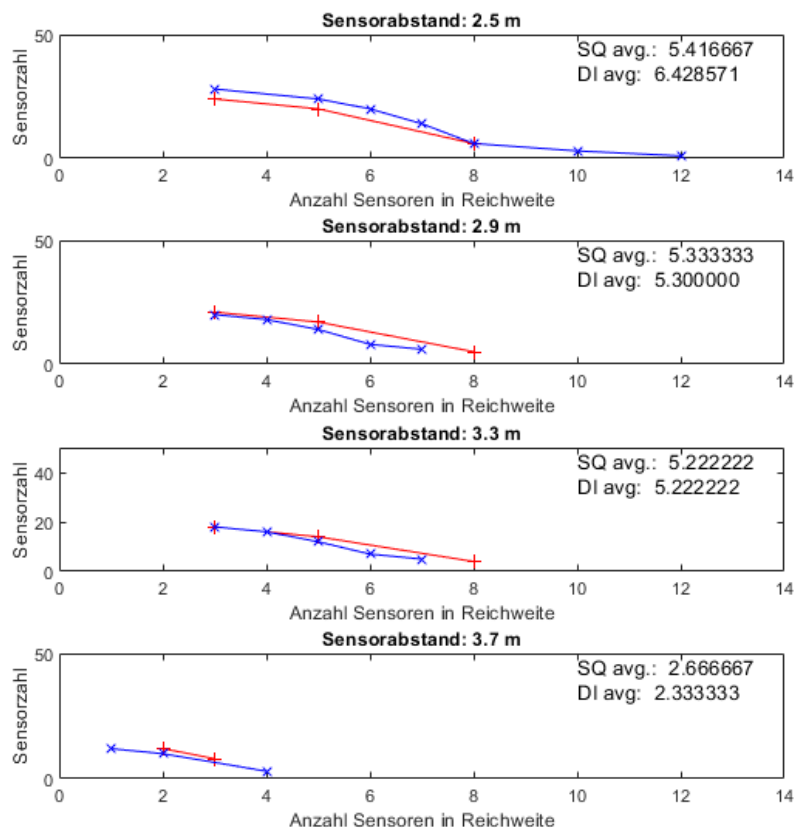 Sensorabstand: 2.5 m
50
0
Sensorzahl
SQ avg.: 5.416667
DI avg: 6.428571
0 2 4 6 8 10 12 14
Anzahl Sensoren in Reichweite
Sensorabstand: 2.9 m
50
0
Sensorzahl
SQ avg.: 5.333333
DI avg: 5.300000
0 2 4 6 8 10 12 14
Anzahl Sensoren in Reichweite
Sensorabstand: 3.3 m
40
20
0
Sensorzahl
SQ avg.: 5.222222
DI avg: 5.222222
0 2 4 6 8 10 12 14
Anzahl Sensoren in Reichweite
Sensorabstand: 3.7 m
50
0
Sensorzahl
SQ avg.: 2.666667
DI avg: 2.333333
0 2 4 6 8 10 12 14
Anzahl Sensoren in Reichweite